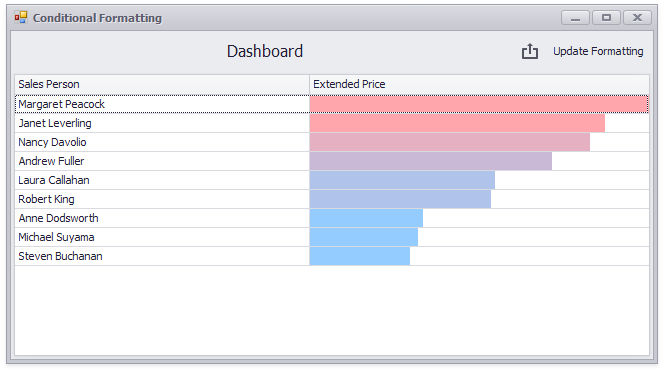 Conditional Formatting
Dashboard
Update Formatting
Sales Person Extended Price
Margaret Peacock
Janet Leverling
Nancy Davolio
Andrew Fuller
Laura Callahan
Robert King
Anne Dodsworth
Michael Suyama
Steven Buchanan